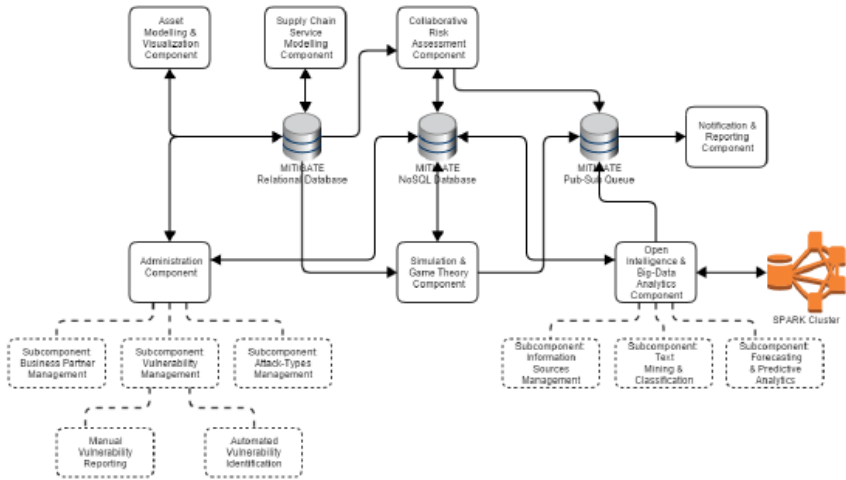 Asset
Modelling &
Visualization
Component
Supply Chain
Service
Modelling
Component
Collaborative
Risk
Assessment
Component
Notification &
Reporting
Component
MITIGATE
Relational Database
MITIGATE
NoSQL Database
MITIGATE
Pub-Sub Queue
Administration
Component
Simulation &
Game Theory
Component
Open
Intelligence &
Big-Data
Analytics
Component
SPARK Cluster
Subcomponent:
Business Partner
Management
Subcomponent:
Vulnerability
Management
Subcomponent:
Attack-Types
Management
Subcomponent:
Information
Sources
Management
Subcomponent:
Text
Mining &
Classification
Subcomponent:
Forecasting
& Predictive
Analytics
Manual
Vulnerability
Reporting
Automated
Vulnerability
Identification